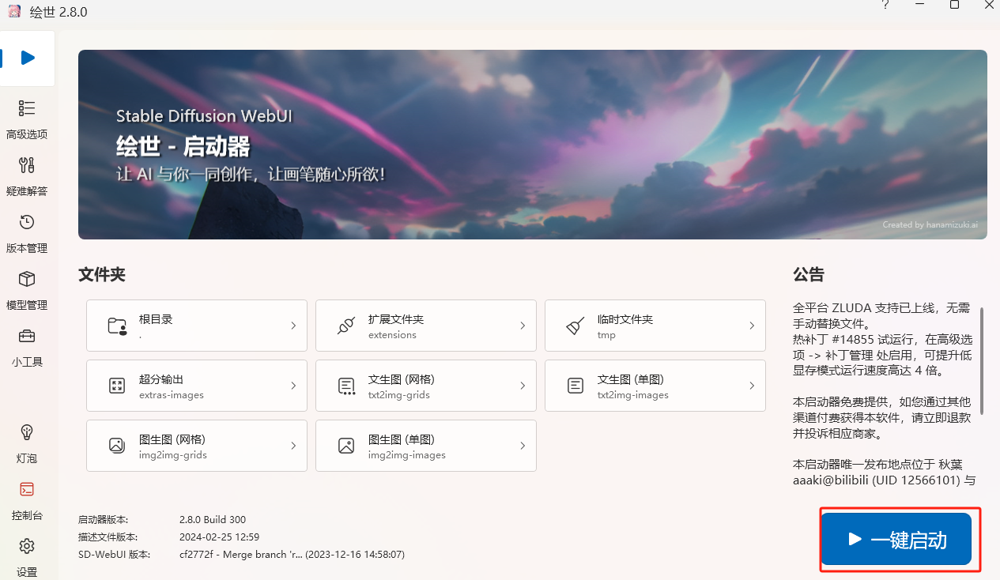 绘世 2.8.0
?
高级选项
疑难解答
版本管理
模型管理
小工具
灯泡
控制台
设置
Stable Diffusion WebUI
绘世 - 启动器
让 AI 与你一同创作，让画笔随心所欲！
Created by hanamizuki.ai
文件夹
根目录
.
扩展文件夹
extensions
临时文件夹
tmp
超分输出
extras-images
文生图 (网格)
txt2img-grids
文生图 (单图)
txt2img-images
图生图 (网格)
img2img-grids
图生图 (单图)
img2img-images
公告
全平台 ZLUDA 支持已上线，无需
手动替换文件。
热补丁 #14855 试运行，在高级选
项 -> 补丁管理 处启用，可提升低
显存模式运行速度高达 4 倍。
本启动器免费提供，如您通过其他
渠道付费获得本软件，请立即退款
并投诉相应商家。
本启动器唯一发布地点位于 秋葉
aaaki@bilibili (UID 12566101) 与
启动器版本: 2.8.0 Build 300
描述文件版本: 2024-02-25 12:59
SD-WebUI 版本: cf2772f - Merge branch 'r... (2023-12-16 14:58:07)
一键启动